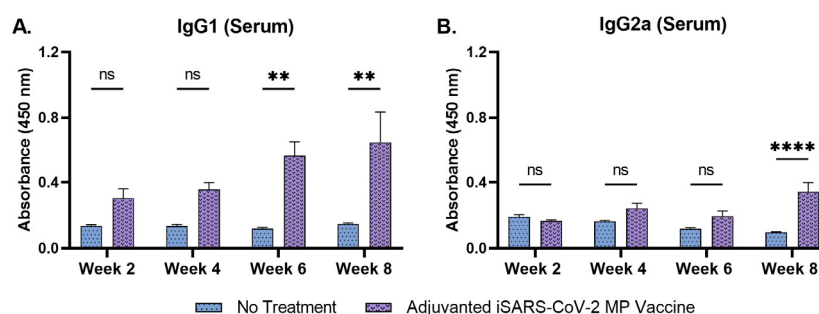 A. IgG1 (Serum)
Absorbance (450 nm)
1.2
0.8
0.4
0.0
ns
ns
**
**
Week 2 Week 4 Week 6 Week 8
B. IgG2a (Serum)
Absorbance (450 nm)
1.2
0.8
0.4
0.0
ns
ns
ns
****
Week 2 Week 4 Week 6 Week 8
No Treatment Adjuvanted iSARS-CoV-2 MP Vaccine